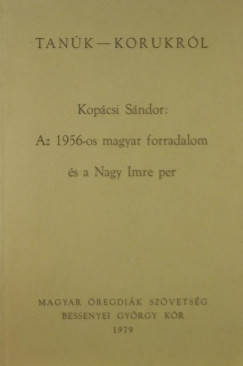 TANÚK — KORUKRÓL
Kopácsi Sándor:
Az 1956-os magyar forradalom
és a Nagy Imre per
MAGYAR ÖREGDIÁK SZÖVETSÉG
BESSENYEI GYÖRGY KÖR
1979